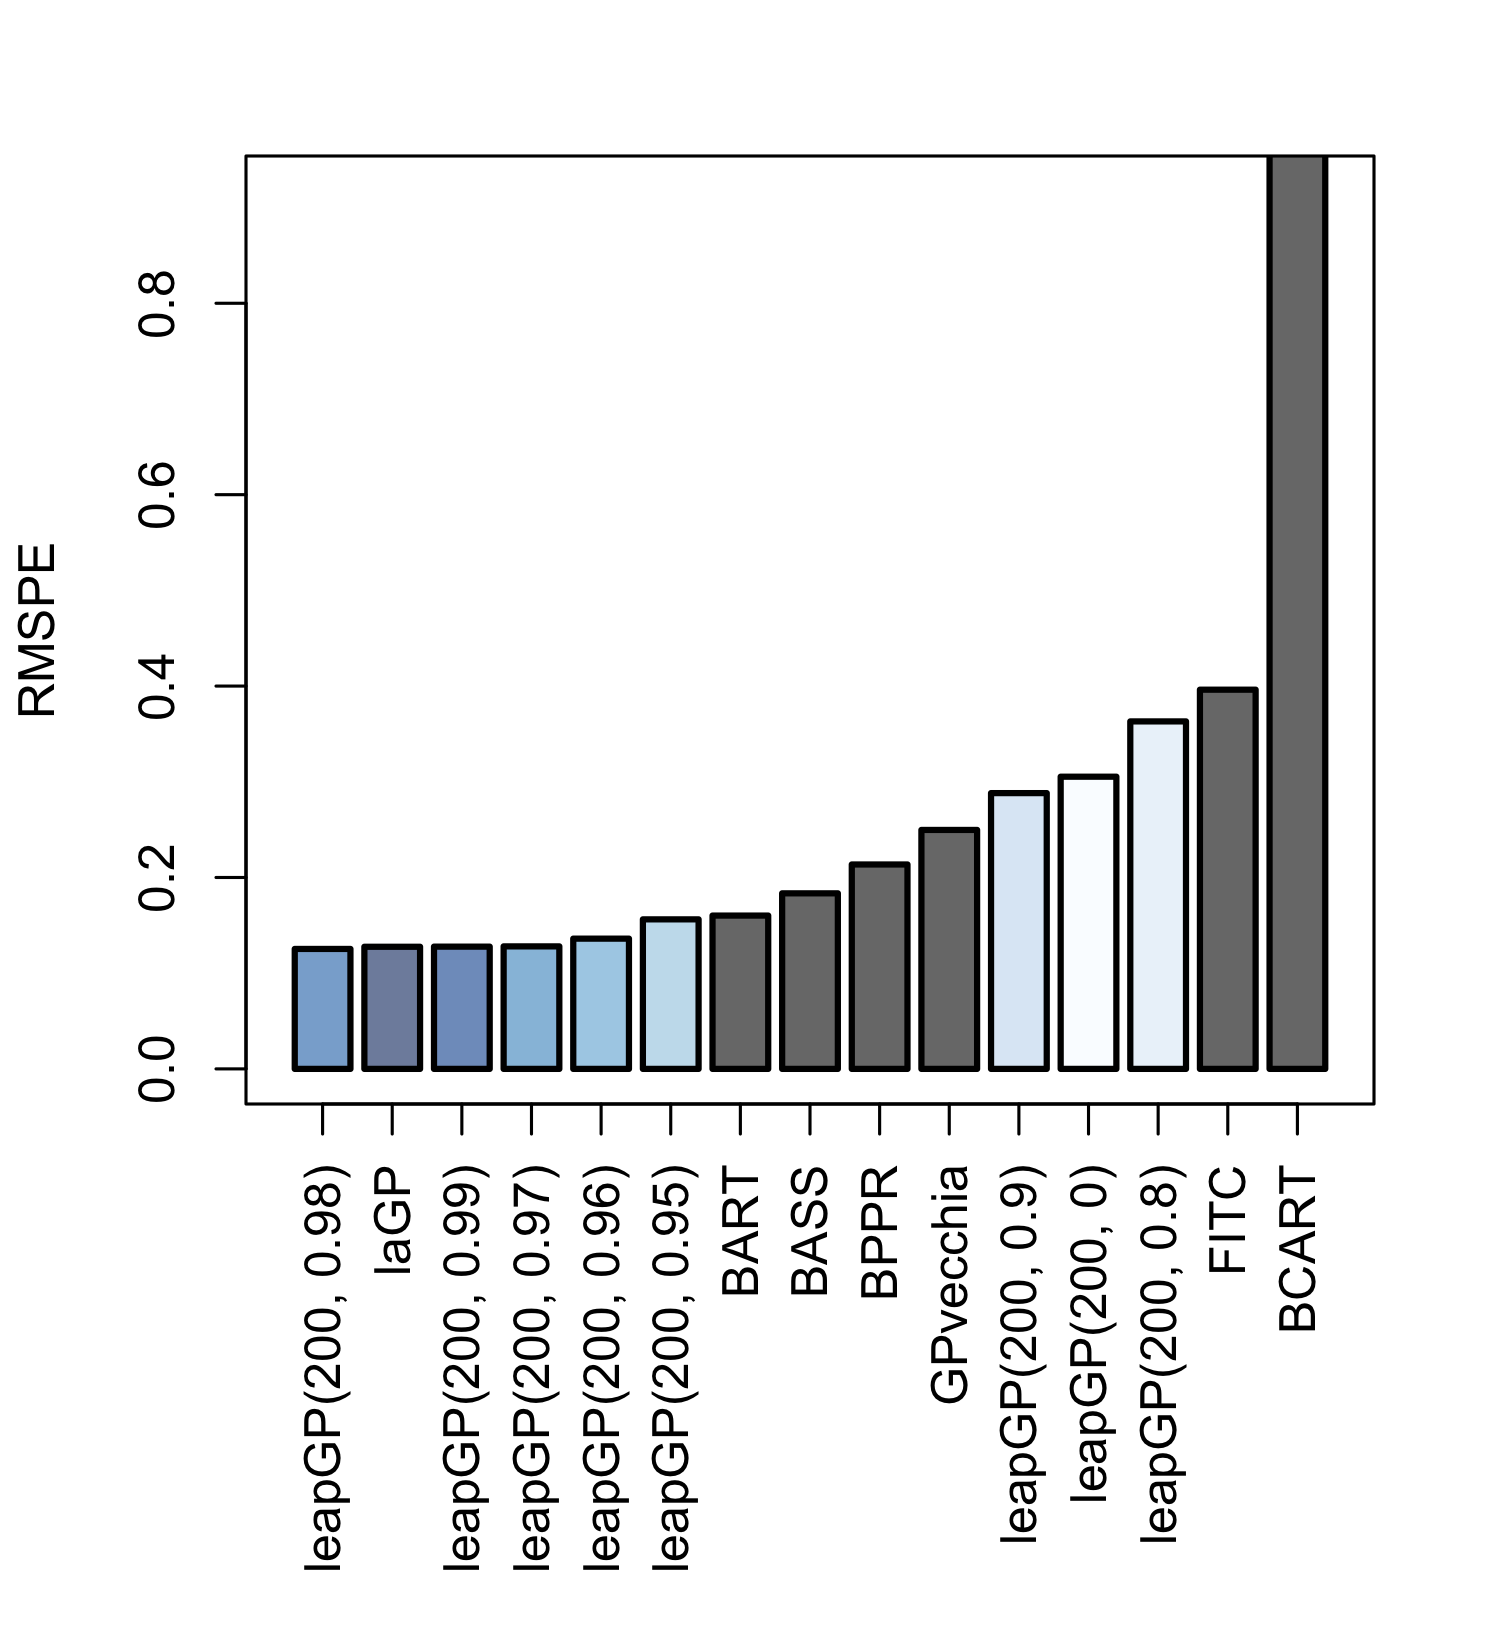 RMSPE
0.8
0.6
0.4
0.2
0.0
leapGP(200, 0.98)
laGP
leapGP(200, 0.99)
leapGP(200, 0.97)
leapGP(200, 0.96)
leapGP(200, 0.95)
BART
BASS
BPPR
GPvecchia
leapGP(200, 0.9)
leapGP(200, 0)
leapGP(200, 0.8)
FITC
BCART